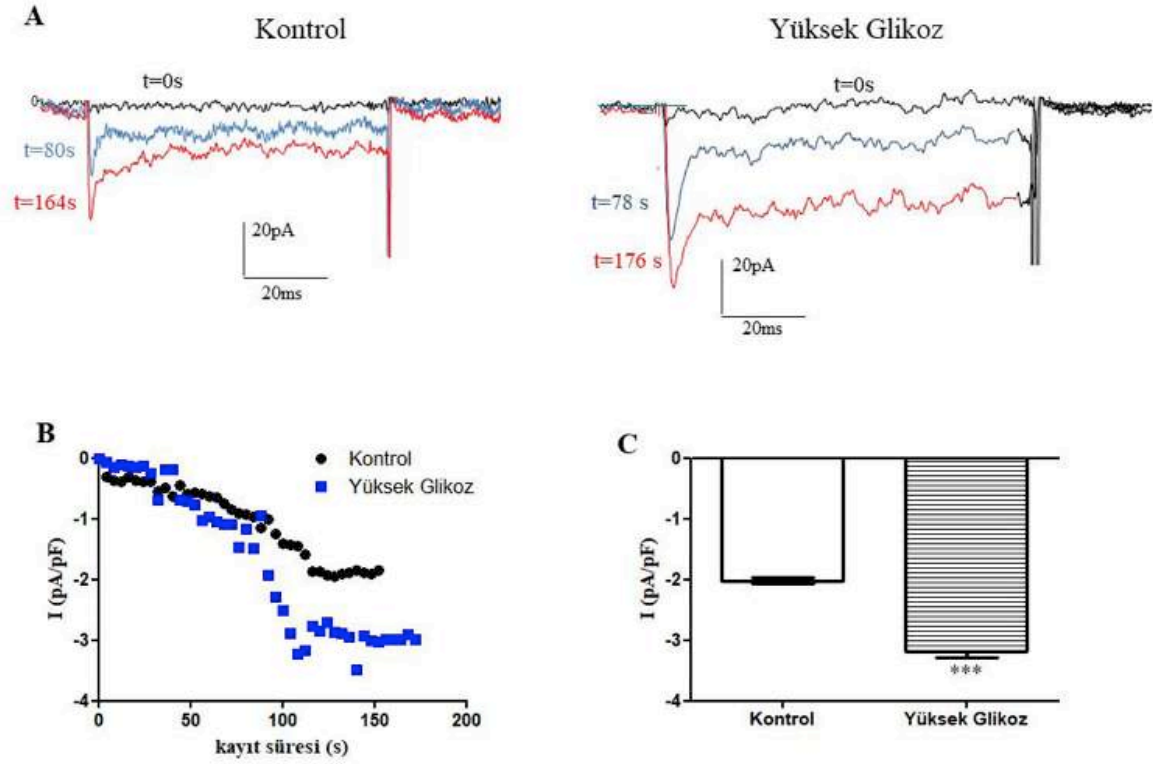 A
Kontrol
Yüksek Glikoz
0
t=0s
t=80s
t=164s
20pA
20ms
t=0s
t=78 s
t=176 s
20pA
20ms
B
I (pA/pF)
0
-1
-2
-3
-4
Kontrol
Yüksek Glikoz
0
50
100
150
200
kayıt süresi (s)
C
I (pA/pF)
0
-1
-2
-3
-4
***
Kontrol
Yüksek Glikoz